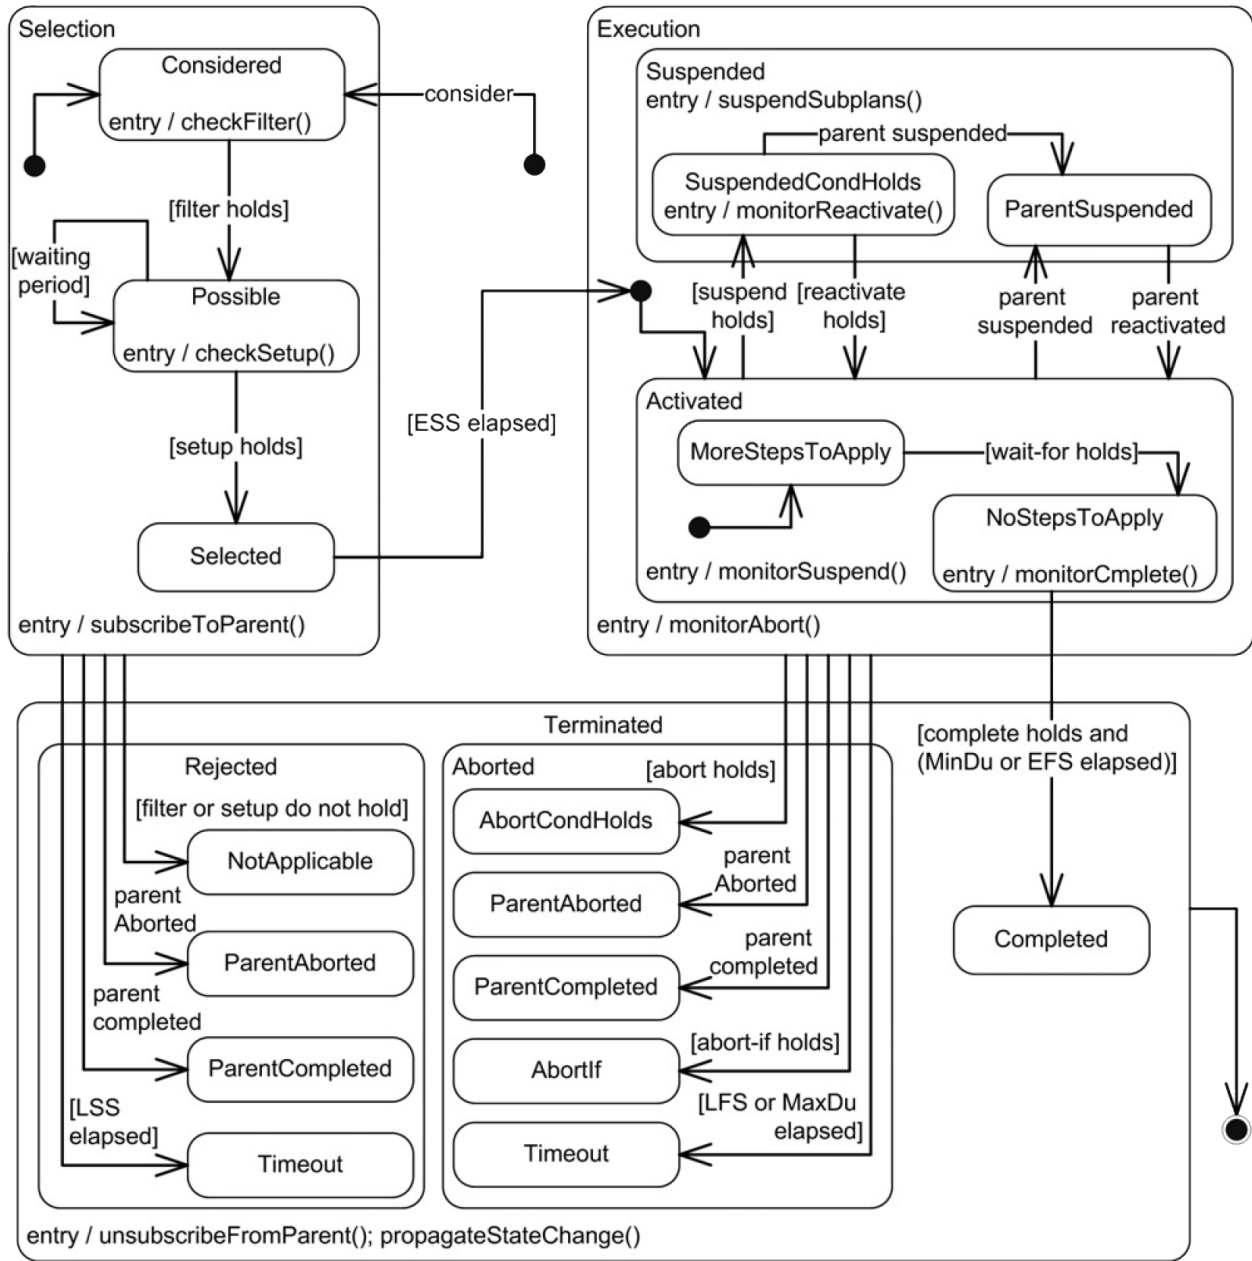 Selection
Considered
entry / checkFilter()
consider
[filter holds]
[waiting
period]
Possible
entry / checkSetup()
[setup holds]
Selected
entry / subscribeToParent()
[ESS elapsed]
Execution
Suspended
entry / suspendSubplans()
parent suspended
SuspendedCondHolds
entry / monitorReactivate()
ParentSuspended
[suspend
holds]
[reactivate
holds]
parent
suspended
parent
reactivated
Activated
MoreStepsToApply
[wait-for holds]
NoStepsToApply
entry / monitorCmplete()
entry / monitorSuspend()
entry / monitorAbort()
Terminated
Rejected
[filter or setup do not hold]
NotApplicable
parent
Aborted
ParentAborted
parent
completed
ParentCompleted
[LSS
elapsed]
Timeout
Aborted
[abort holds]
AbortCondHolds
parent
Aborted
ParentAborted
parent
completed
ParentCompleted
[abort-if holds]
AbortIf
[LFS or MaxDu
elapsed]
Timeout
[complete holds and
(MinDu or EFS elapsed)]
Completed
entry / unsubscribeFromParent(); propagateStateChange()